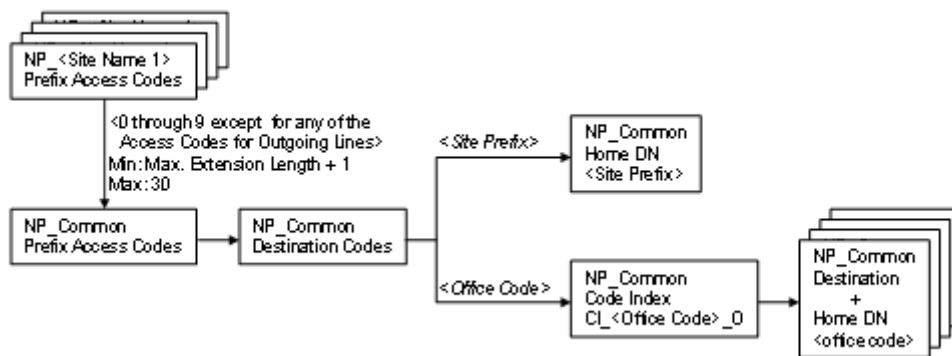 NP_<Site Name 1>
Prefix Access Codes
<0 through 9 except for any of the
Access Codes for Outgoing Lines>
Min: Max. Extension Length + 1
Max: 30
NP_Common
Prefix Access Codes
NP_Common
Destination Codes
<Site Prefix>
NP_Common
Home DN
<Site Prefix>
<Office Code>
NP_Common
Code Index
CI_<Office Code>_0
NP_Common
Destination
+
Home DN
<office code>